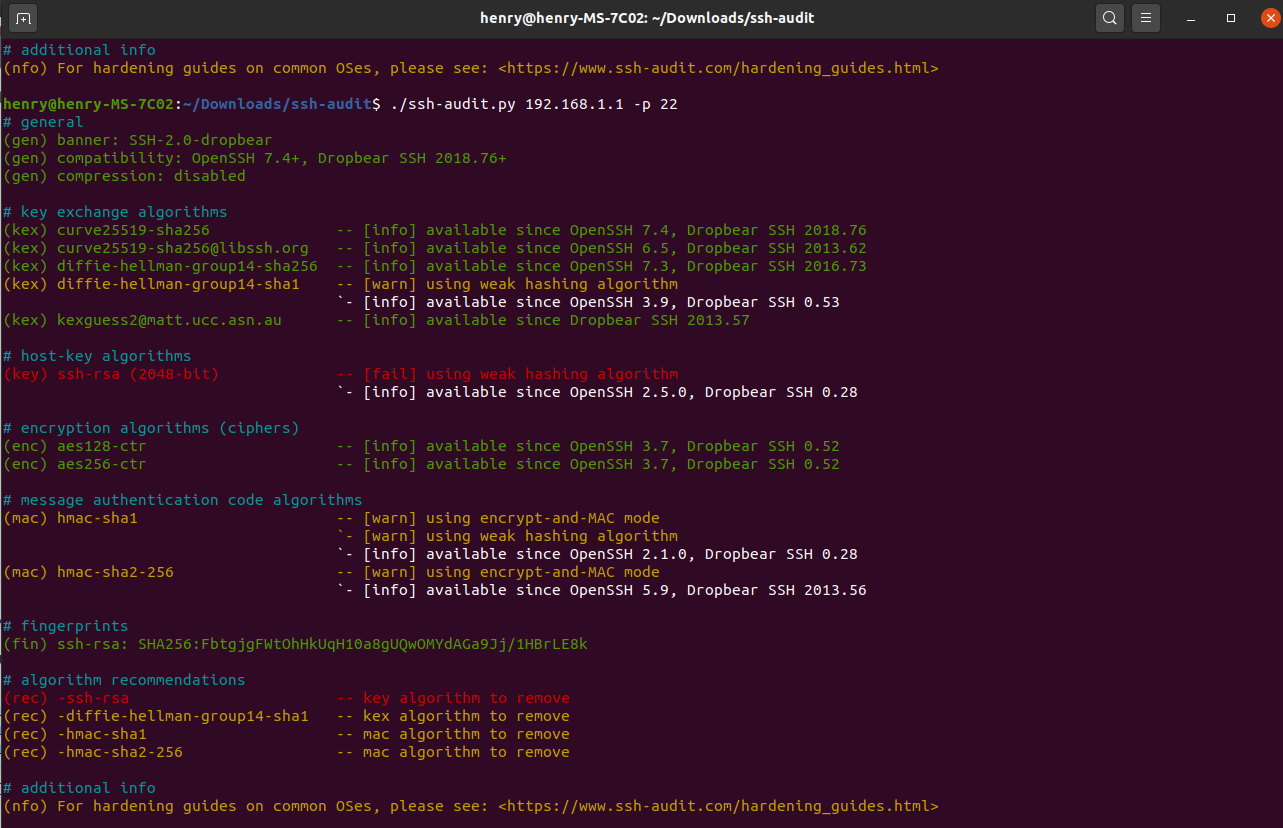 henry@henry-MS-7C02: ~/Downloads/ssh-audit
# additional info
(nfo) For hardening guides on common OSes, please see: <https://www.ssh-audit.com/hardening_guides.html>
henry@henry-MS-7C02:~/Downloads/ssh-audit$ ./ssh-audit.py 192.168.1.1 -p 22
# general
(gen) banner: SSH-2.0-dropbear
(gen) compatibility: OpenSSH 7.4+, Dropbear SSH 2018.76+
(gen) compression: disabled
# key exchange algorithms
(kex) curve25519-sha256 -- [info] available since OpenSSH 7.4, Dropbear SSH 2018.76
(kex) curve25519-sha256@libssh.org -- [info] available since OpenSSH 6.5, Dropbear SSH 2013.62
(kex) diffie-hellman-group14-sha256 -- [info] available since OpenSSH 7.3, Dropbear SSH 2016.73
(kex) diffie-hellman-group14-sha1 -- [warn] using weak hashing algorithm
`- [info] available since OpenSSH 3.9, Dropbear SSH 0.53
(kex) kexguess2@matt.ucc.asn.au -- [info] available since Dropbear SSH 2013.57
# host-key algorithms
(key) ssh-rsa (2048-bit) -- [fail] using weak hashing algorithm
`- [info] available since OpenSSH 2.5.0, Dropbear SSH 0.28
# encryption algorithms (ciphers)
(enc) aes128-ctr -- [info] available since OpenSSH 3.7, Dropbear SSH 0.52
(enc) aes256-ctr -- [info] available since OpenSSH 3.7, Dropbear SSH 0.52
# message authentication code algorithms
(mac) hmac-sha1 -- [warn] using encrypt-and-MAC mode
`- [warn] using weak hashing algorithm
`- [info] available since OpenSSH 2.1.0, Dropbear SSH 0.28
(mac) hmac-sha2-256 -- [warn] using encrypt-and-MAC mode
`- [info] available since OpenSSH 5.9, Dropbear SSH 2013.56
# fingerprints
(fin) ssh-rsa: SHA256:FbtgjgFWtOhHkUqH10a8gUQwOMYdAGa9Jj/1HBrLE8k
# algorithm recommendations
(rec) -ssh-rsa -- key algorithm to remove
(rec) -diffie-hellman-group14-sha1 -- kex algorithm to remove
(rec) -hmac-sha1 -- mac algorithm to remove
(rec) -hmac-sha2-256 -- mac algorithm to remove
# additional info
(nfo) For hardening guides on common OSes, please see: <https://www.ssh-audit.com/hardening_guides.html>